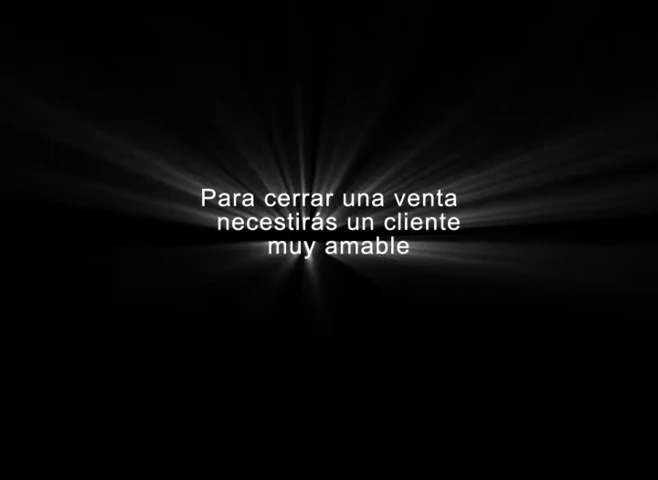 Para cerrar una venta
necestirás un cliente
muy amable